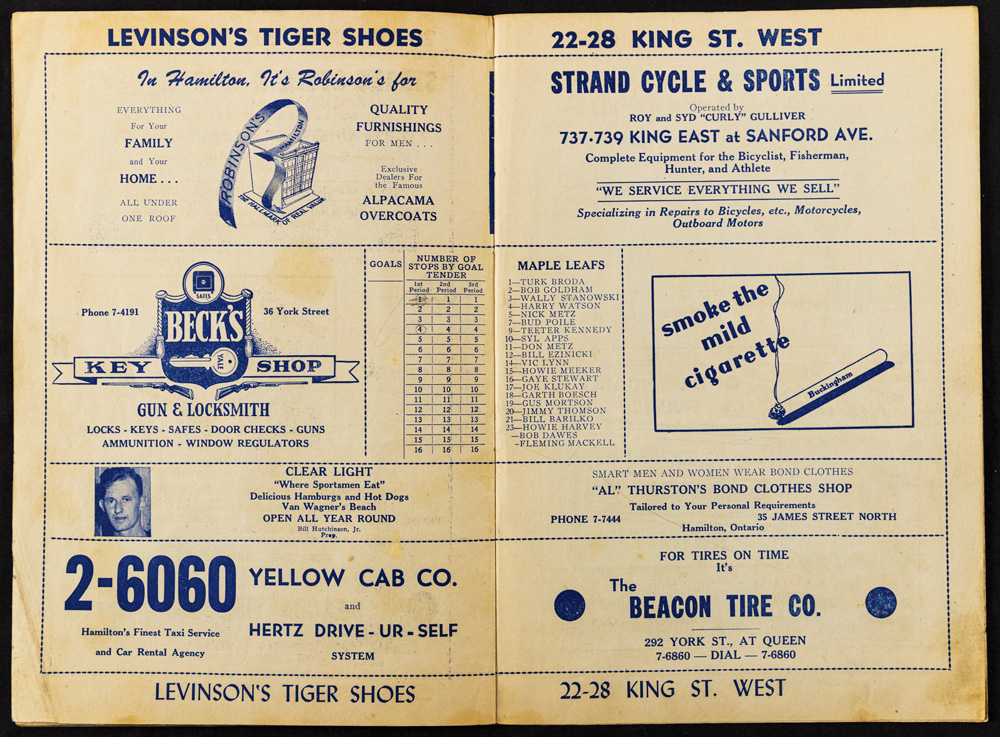 LEVINSON'S TIGER SHOES
In Hamilton, It's Robinson's for
EVERYTHING
For Your
FAMILY
and Your
HOME . . .
ALL UNDER
ONE ROOF
ROBINSON'S
HAMILTON
THE HALLMARK OF REAL VALUE
QUALITY
FURNISHINGS
FOR MEN . . .
Exclusive
Dealers For
the Famous
ALPACAMA
OVERCOATS
Phone 7-4191
SAFES
BECK'S
36 York Street
YALE
KEY SHOP
GUN & LOCKSMITH
LOCKS - KEYS - SAFES - DOOR CHECKS - GUNS
AMMUNITION - WINDOW REGULATORS
GOALS
NUMBER OF
STOPS BY GOAL
TENDER
1st 2nd 3rd
Period Period Period
1 1 1
2 2 2
3 3 3
4 4 4
5 5 5
6 6 6
7 7 7
8 8 8
9 9 9
10 10 10
11 11 11
12 12 12
13 13 13
14 14 14
15 15 15
16 16 16
CLEAR LIGHT
"Where Sportsmen Eat"
Delicious Hamburgs and Hot Dogs
Van Wagner's Beach
OPEN ALL YEAR ROUND
Bill Hutchinson, Jr.
Prop.
2-6060
YELLOW CAB CO.
and
HERTZ DRIVE-UR-SELF
SYSTEM
Hamilton's Finest Taxi Service
and Car Rental Agency
LEVINSON'S TIGER SHOES
22-28 KING ST. WEST
STRAND CYCLE & SPORTS Limited
Operated by
ROY and SYD "CURLY" GULLIVER
737-739 KING EAST at SANFORD AVE.
Complete Equipment for the Bicyclist, Fisherman,
Hunter, and Athlete
"WE SERVICE EVERYTHING WE SELL"
Specializing in Repairs to Bicycles, etc., Motorcycles,
Outboard Motors
MAPLE LEAFS
1—TURK BRODA
2—BOB GOLDHAM
3—WALLY STANOWSKI
4—HARRY WATSON
5—NICK METZ
7—BUD POILE
9—TEETER KENNEDY
10—SYL APPS
11—DON METZ
12—BILL EZINICKI
14—VIC LYNN
15—HOWIE MEEKER
16—GAYE STEWART
17—JOE KLUKAY
18—GARTH BOESCH
19—GUS MORTSON
20—JIMMY THOMSON
21—BILL BARILKO
23—HOWIE HARVEY
—BOB DAWES
-FLEMING MACKELL
smoke the
mild
cigarette
Buckingham
SMART MEN AND WOMEN WEAR BOND CLOTHES
"AL" THURSTON'S BOND CLOTHES SHOP
Tailored to Your Personal Requirements
PHONE 7-7444 35 JAMES STREET NORTH
Hamilton, Ontario
FOR TIRES ON TIME
It's
The
BEACON TIRE CO.
292 YORK ST., AT QUEEN
7-6860 — DIAL — 7-6860
22-28 KING ST. WEST